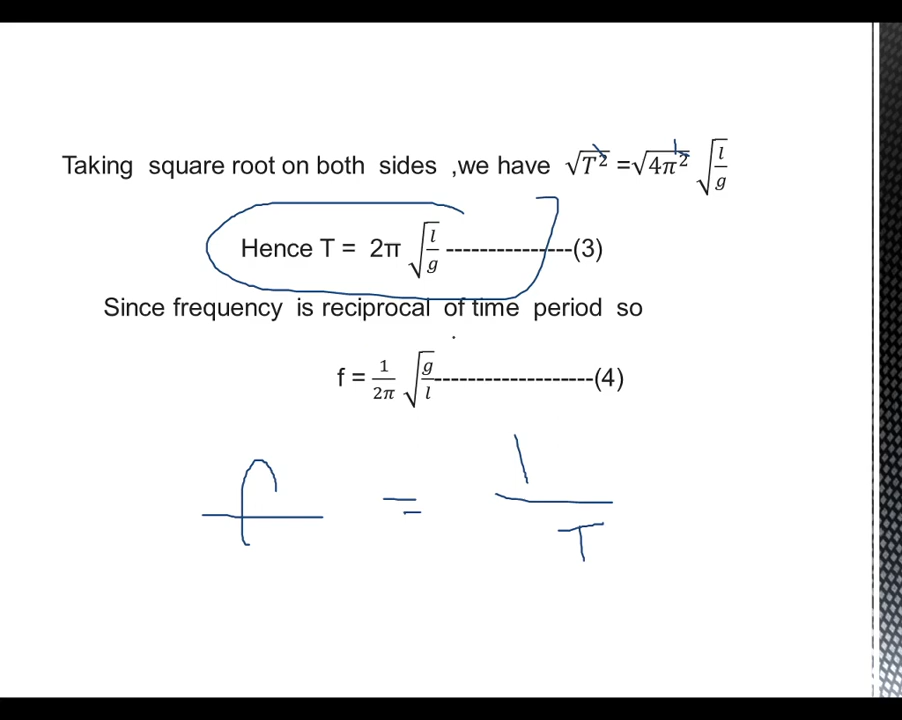 Taking square root on both sides ,we have √T² =√4π² √l/g
Hence T = 2π √l/g ---------------(3)
Since frequency is reciprocal of time period so
f = 1/2π √g/l-------------------(4)
f = 1/T